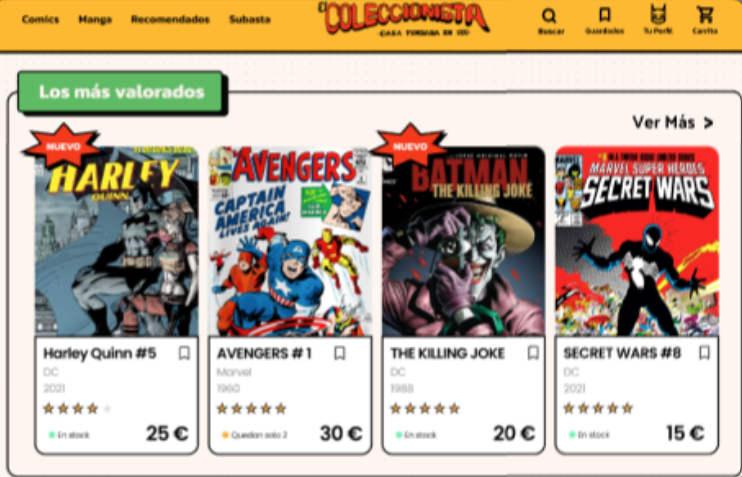 Comics Manga Recomendados Subasta
El COLECCIONISTA
CASA FUNDADA EN
Buscar Guardados Tu Perfil Carrito
Los más valorados
Ver Más >
NUEVO
HARLEY
QUINN
AVENGERS
CAPTAIN
AMERICA
LIVES AGAIN!
NUEVO
BATMAN
THE KILLING JOKE
MARVEL
MARVEL SUPER HEROES
SECRET WARS
Harley Quinn #5
DC
2021
En stock
25 €
AVENGERS # 1
Marvel
1960
Quedan solo 2
30 €
THE KILLING JOKE
DC
1988
En stock
20 €
SECRET WARS #8
DC
2021
En stock
15 €